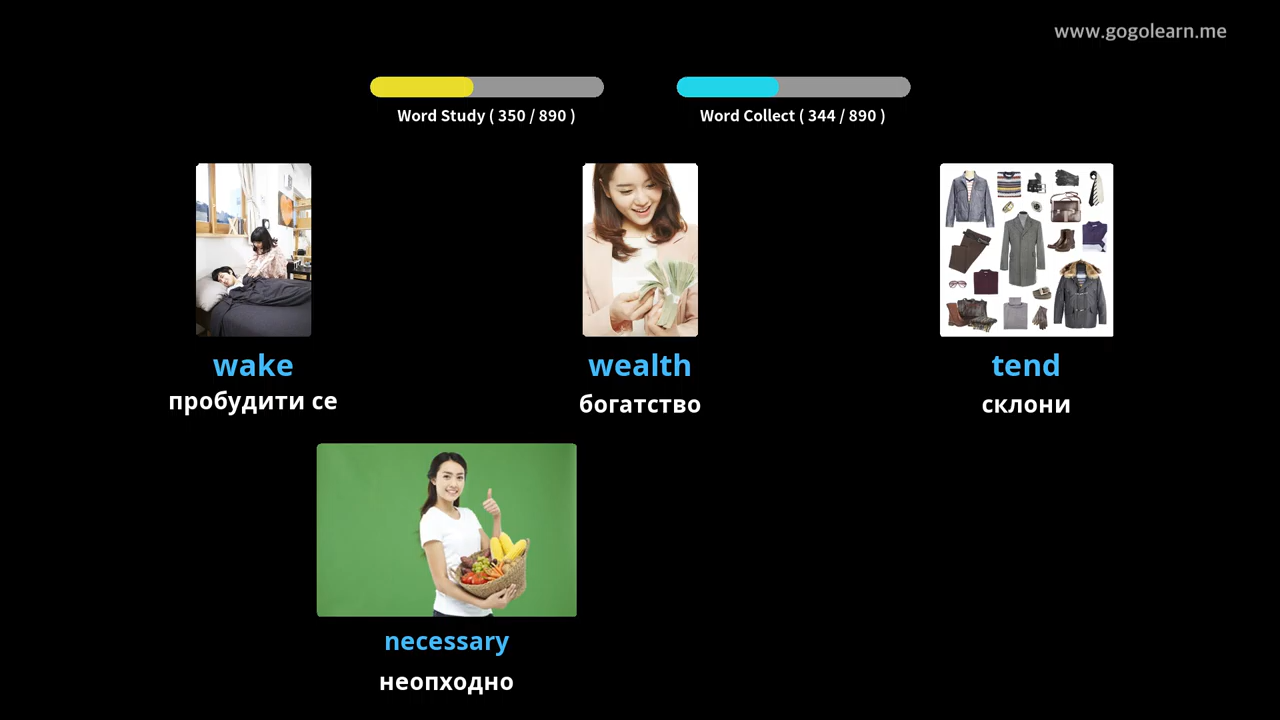 www.gogolearn.me
Word Study ( 350 / 890 )
Word Collect ( 344 / 890 )
wake
пробудити се
wealth
богатство
tend
склони
necessary
неопходно